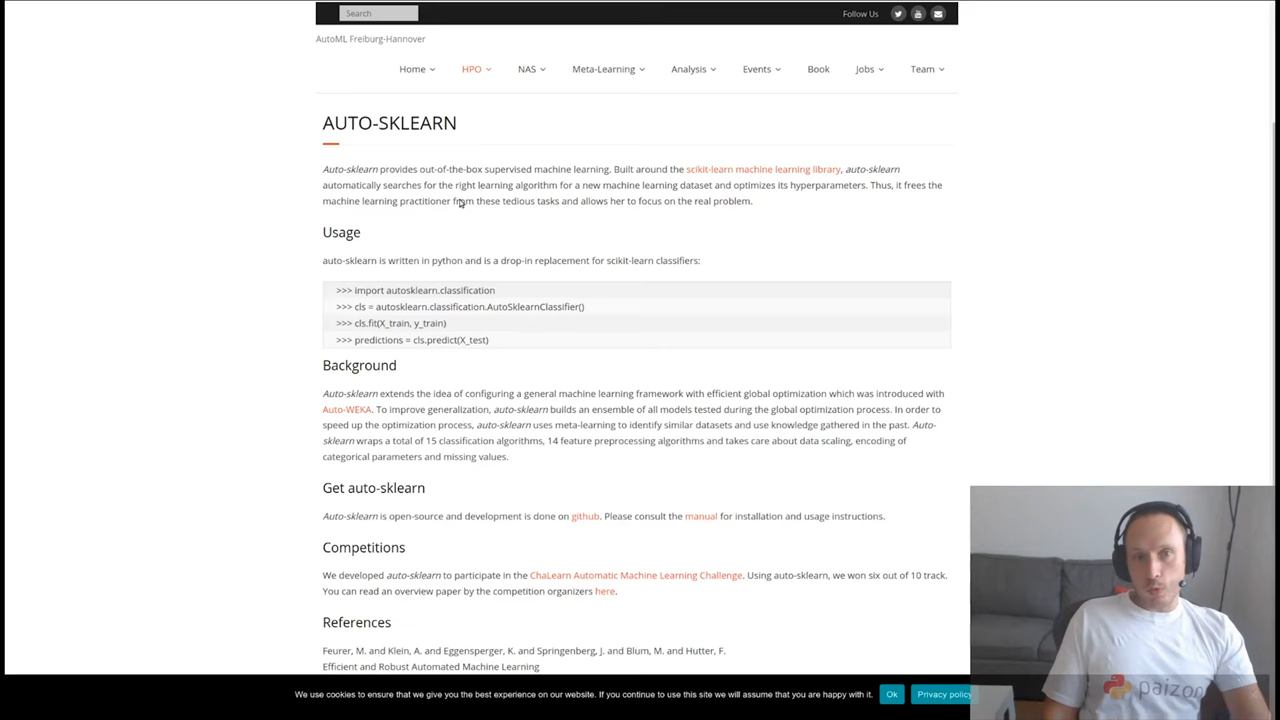 Search
Follow Us
AutoML Freiburg-Hannover
Home HPO NAS Meta-Learning Analysis Events Book Jobs Team
AUTO-SKLEARN
Auto-sklearn provides out-of-the-box supervised machine learning. Built around the scikit-learn machine learning library, auto-sklearn
automatically searches for the right learning algorithm for a new machine learning dataset and optimizes its hyperparameters. Thus, it frees the
machine learning practitioner from these tedious tasks and allows her to focus on the real problem.
Usage
auto-sklearn is written in python and is a drop-in replacement for scikit-learn classifiers:
>>> import autosklearn.classification
>>> cls = autosklearn.classification.AutoSklearnClassifier()
>>> cls.fit(X_train, y_train)
>>> predictions = cls.predict(X_test)
Background
Auto-sklearn extends the idea of configuring a general machine learning framework with efficient global optimization which was introduced with
Auto-WEKA. To improve generalization, auto-sklearn builds an ensemble of all models tested during the global optimization process. In order to
speed up the optimization process, auto-sklearn uses meta-learning to identify similar datasets and use knowledge gathered in the past. Auto-
sklearn wraps a total of 15 classification algorithms, 14 feature preprocessing algorithms and takes care about data scaling, encoding of
categorical parameters and missing values.
Get auto-sklearn
Auto-sklearn is open-source and development is done on github. Please consult the manual for installation and usage instructions.
Competitions
We developed auto-sklearn to participate in the ChaLearn Automatic Machine Learning Challenge. Using auto-sklearn, we won six out of 10 track.
You can read an overview paper by the competition organizers here.
References
Feurer, M. and Klein, A. and Eggensperger, K. and Springenberg, J. and Blum, M. and Hutter, F.
Efficient and Robust Automated Machine Learning
We use cookies to ensure that we give you the best experience on our website. If you continue to use this site we will assume that you are happy with it. Ok Privacy policy
paizon